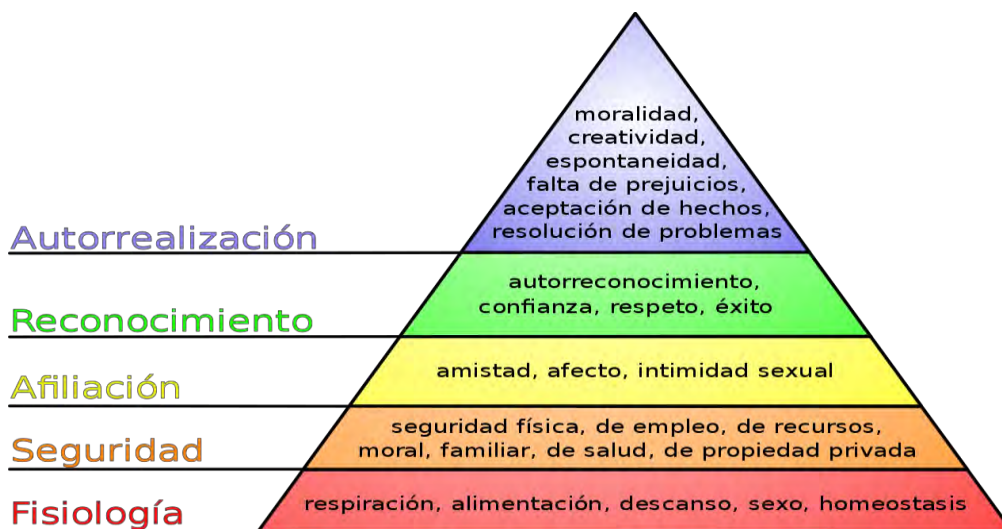 moralidad,
creatividad,
espontaneidad,
falta de prejuicios,
aceptación de hechos,
resolución de problemas
Autorrealización
autorreconocimiento,
confianza, respeto, éxito
Reconocimiento
amistad, afecto, intimidad sexual
Afiliación
seguridad física, de empleo, de recursos,
moral, familiar, de salud, de propiedad privada
Seguridad
respiración, alimentación, descanso, sexo, homeostasis
Fisiología